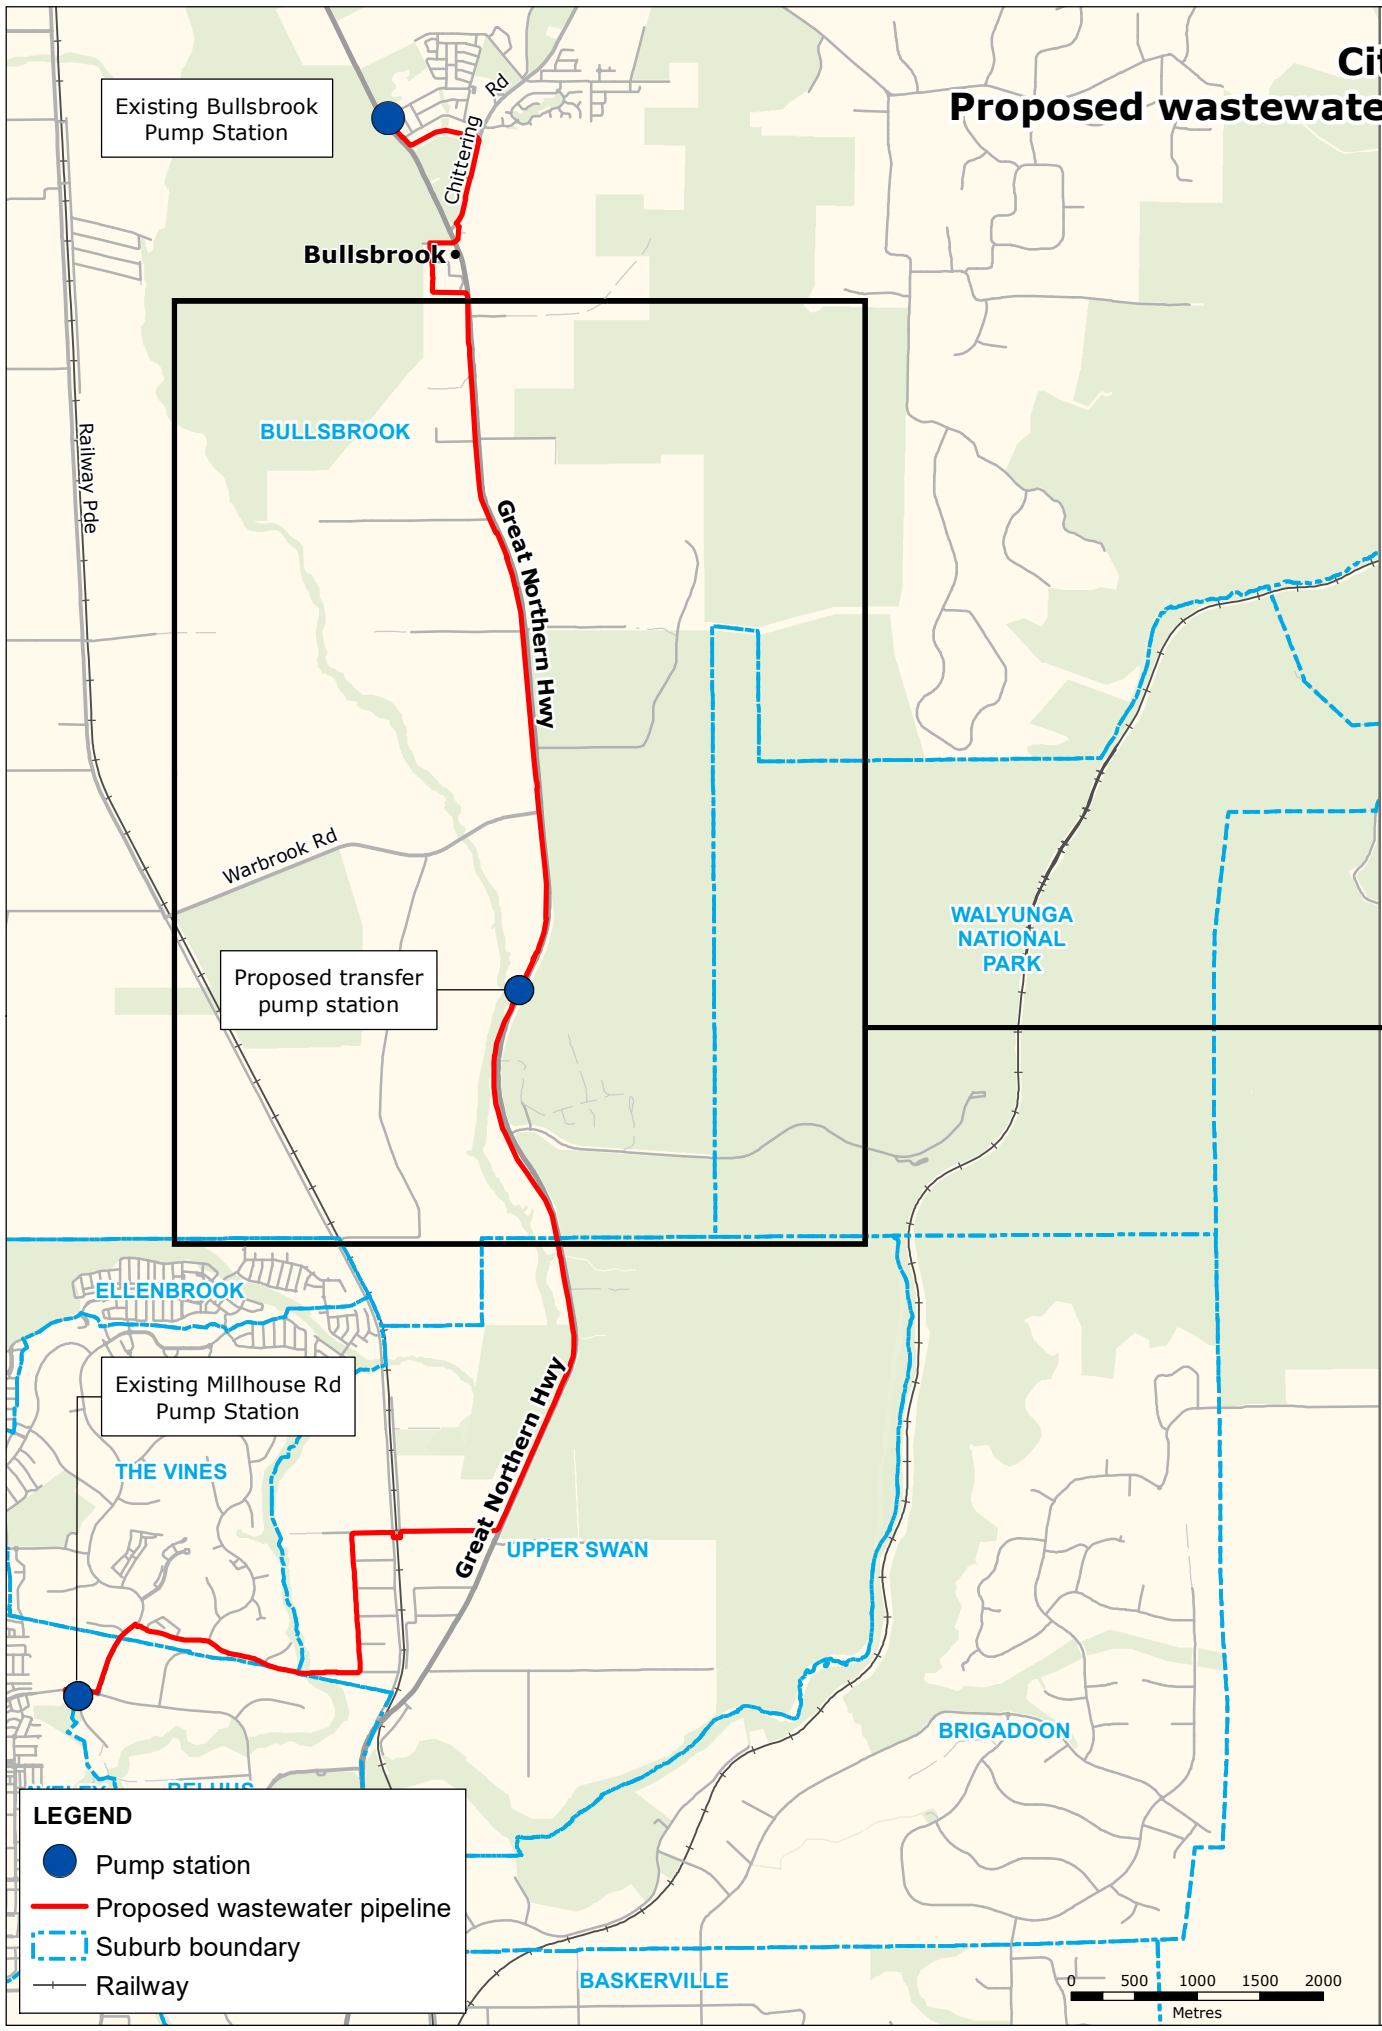 Cit
Proposed wastewate
Existing Bullsbrook
Pump Station
Chittering Rd
Bullsbrook
BULLSBROOK
Railway Pde
Great Northern Hwy
Warbrook Rd
WALYUNGA
NATIONAL
PARK
Proposed transfer
pump station
ELLENBROOK
Existing Millhouse Rd
Pump Station
Great Northern Hwy
THE VINES
UPPER SWAN
BRIGADOON
LEGEND
Pump station
Proposed wastewater pipeline
Suburb boundary
Railway
BASKERVILLE
0 500 1000 1500 2000
Metres